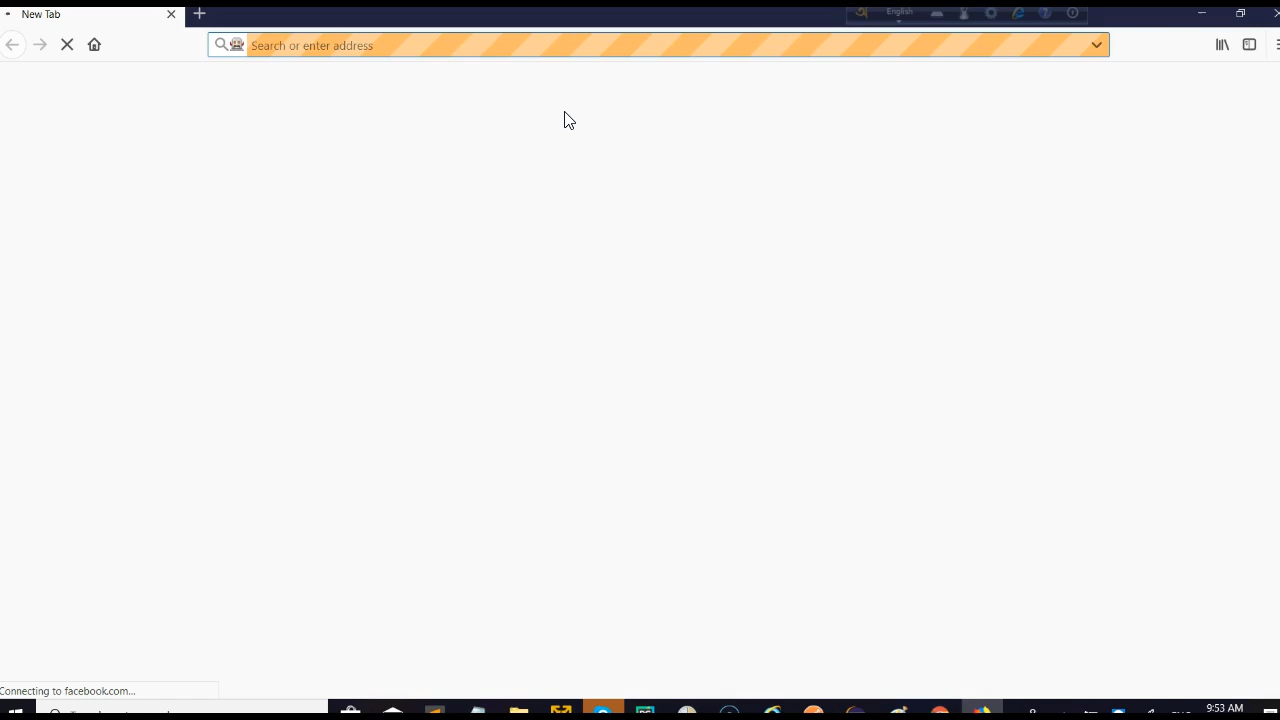 New Tab
English
Search or enter address
Connecting to facebook.com...
9:53 AM